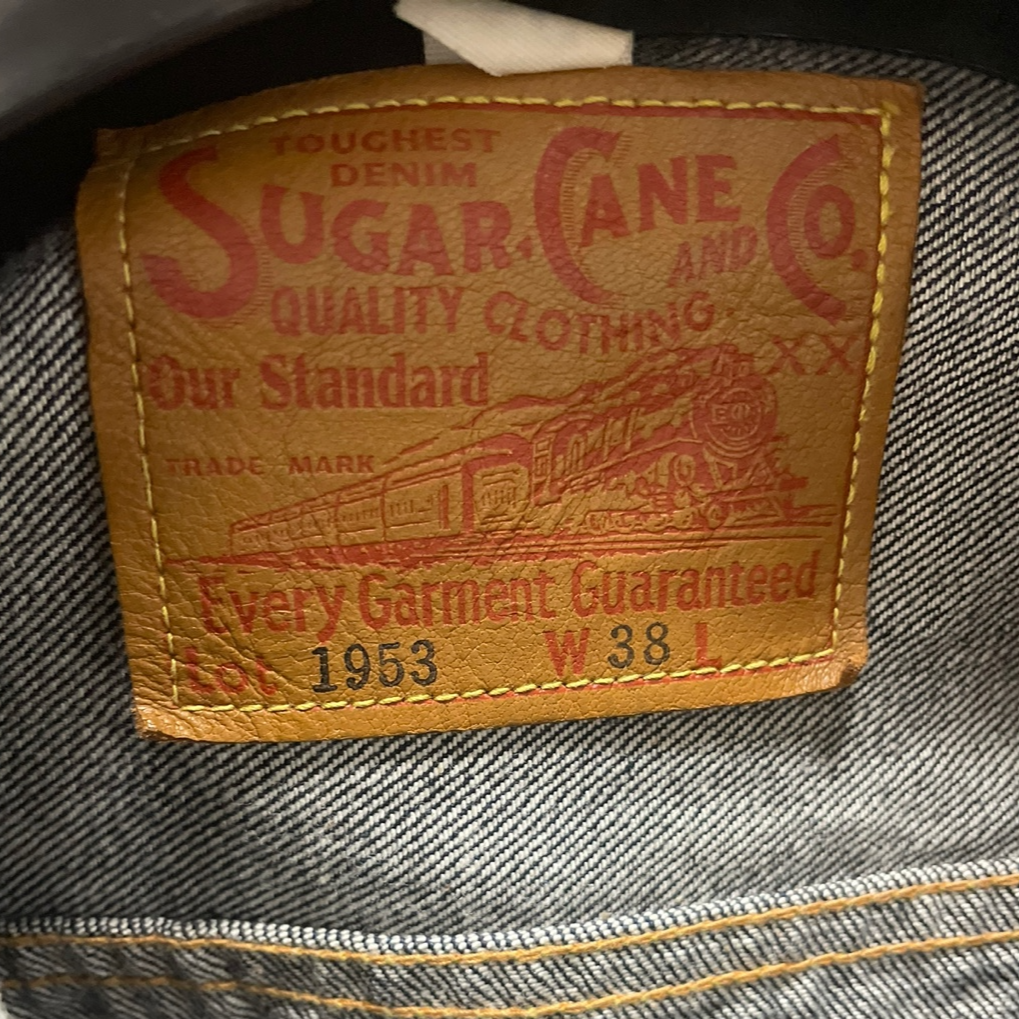 TOUGHEST
DENIM
SUGAR. CANE
AND CO.
QUALITY CLOTHING
XX
Our Standard
TRADE MARK
Every Garment Guaranteed
Lot 1953 W 38 L